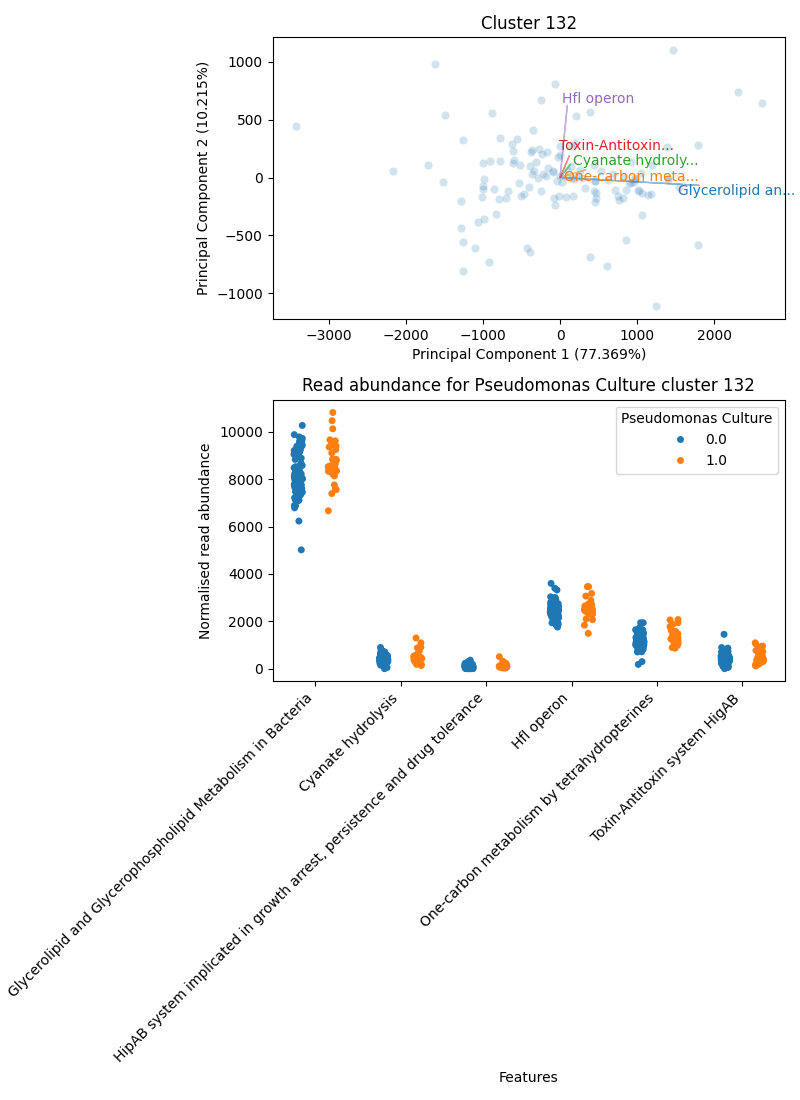 Cluster 132
1000
500
0
−500
−1000
Principal Component 2 (10.215%)
Hfl operon
Toxin-Antitoxin...
Cyanate hydroly...
One-carbon meta...
Glycerolipid an...
−3000
−2000
−1000
0
1000
2000
Principal Component 1 (77.369%)
Read abundance for Pseudomonas Culture cluster 132
Pseudomonas Culture
0.0
1.0
10000
8000
6000
4000
2000
0
Normalised read abundance
Glycerolipid and Glycerophospholipid Metabolism in Bacteria
Cyanate hydrolysis
HipAB system implicated in growth arrest, persistence and drug tolerance
Hfl operon
One-carbon metabolism by tetrahydropterines
Toxin-Antitoxin system HigAB
Features